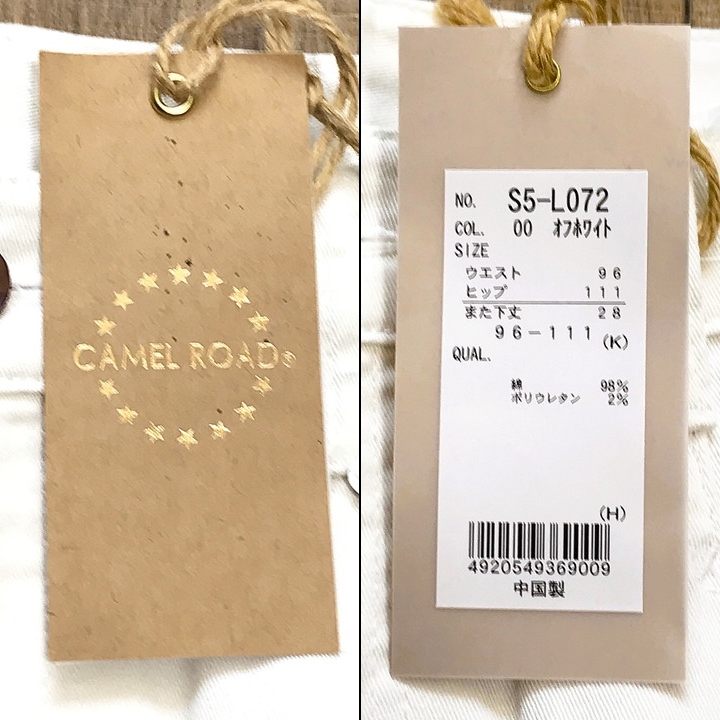 CAMEL ROAD®
NO. S5-L072
COL. 00 オフホワイト
SIZE
ウエスト 96
ヒップ 111
また下丈 28
96-111 (K)
QUAL.
綿 98%
ポリウレタン 2%
(H)
4920549369009
中国製